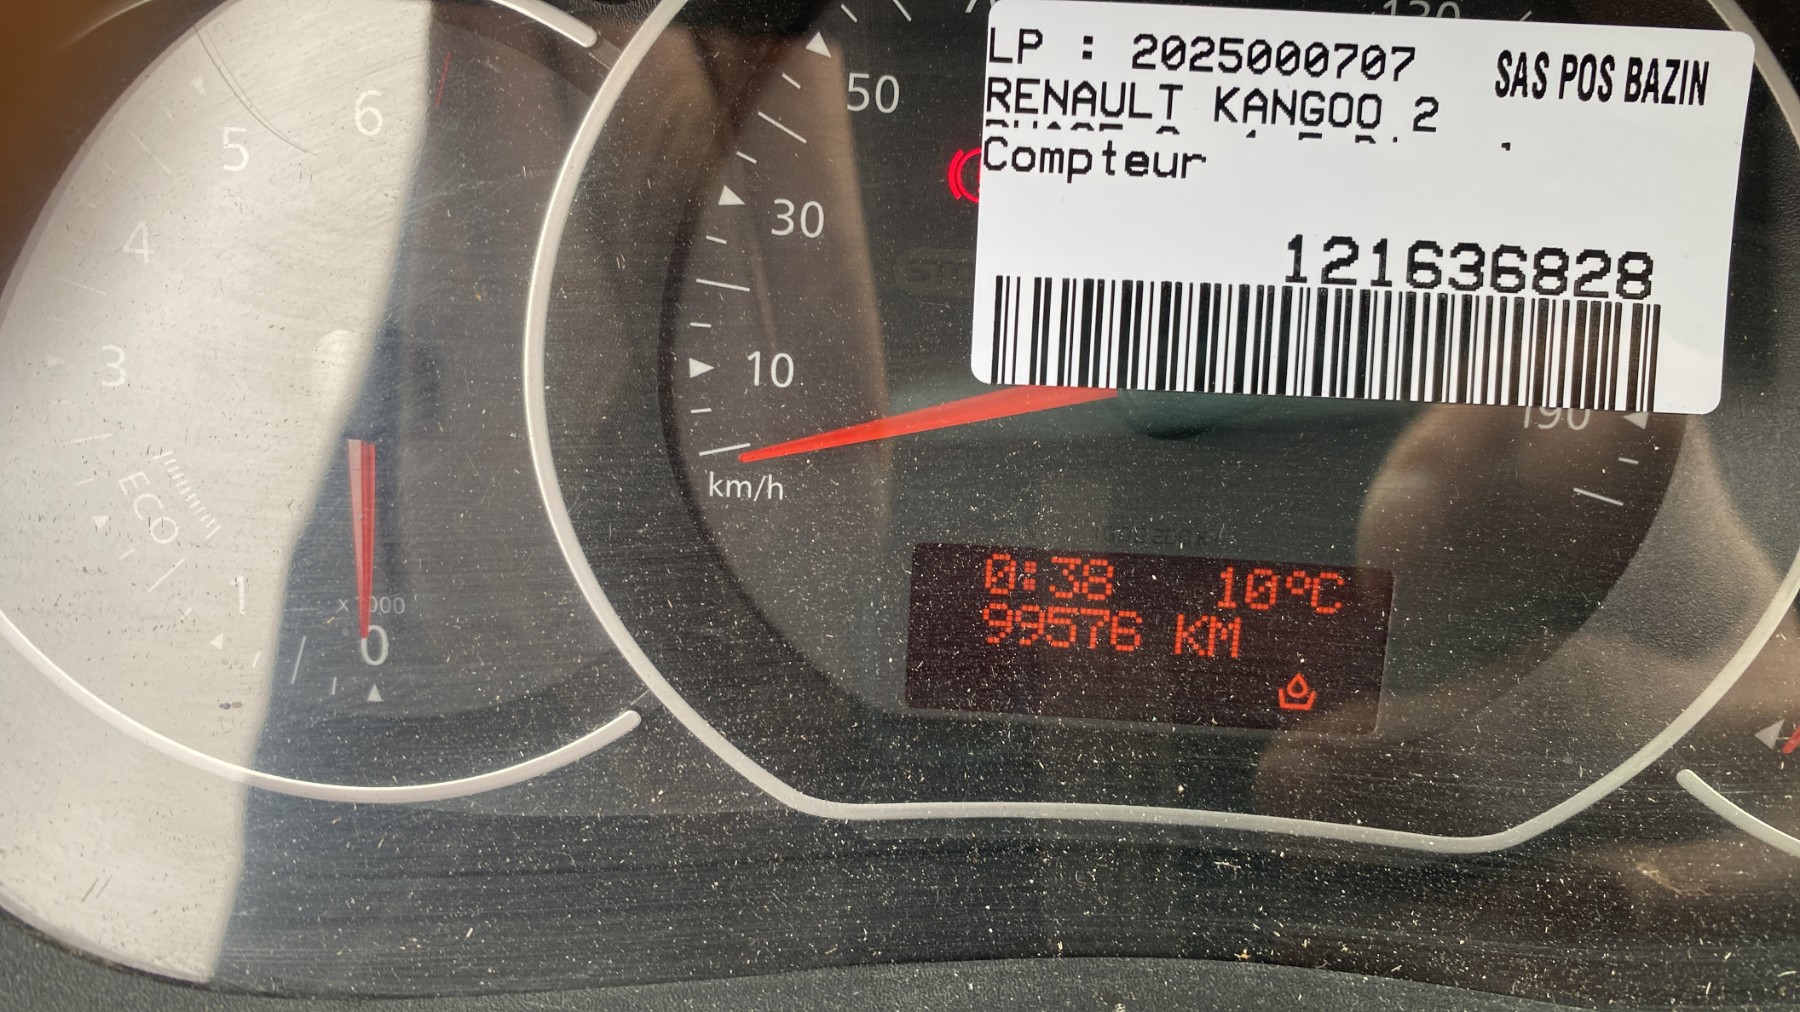 LP : 2025000707
SAS POS BAZIN
RENAULT KANGOO 2
Compteur
121636828
130
50
30
10
190
km/h
6
5
4
3
1
0
ECO
0:38 10°C
99576 KM